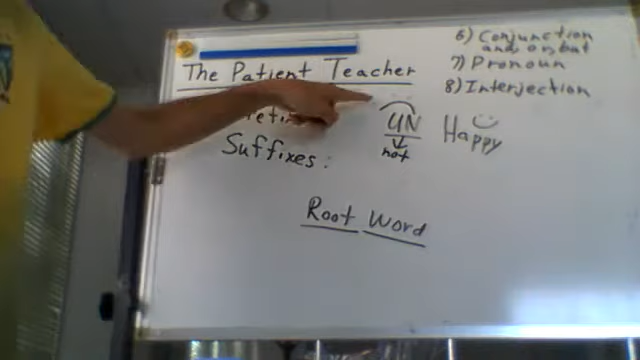 The Patient Teacher
Suffixes:
UN Happy
not
Root Word
6) Conjunction
and, or, but
7) Pronoun
8) Interjection